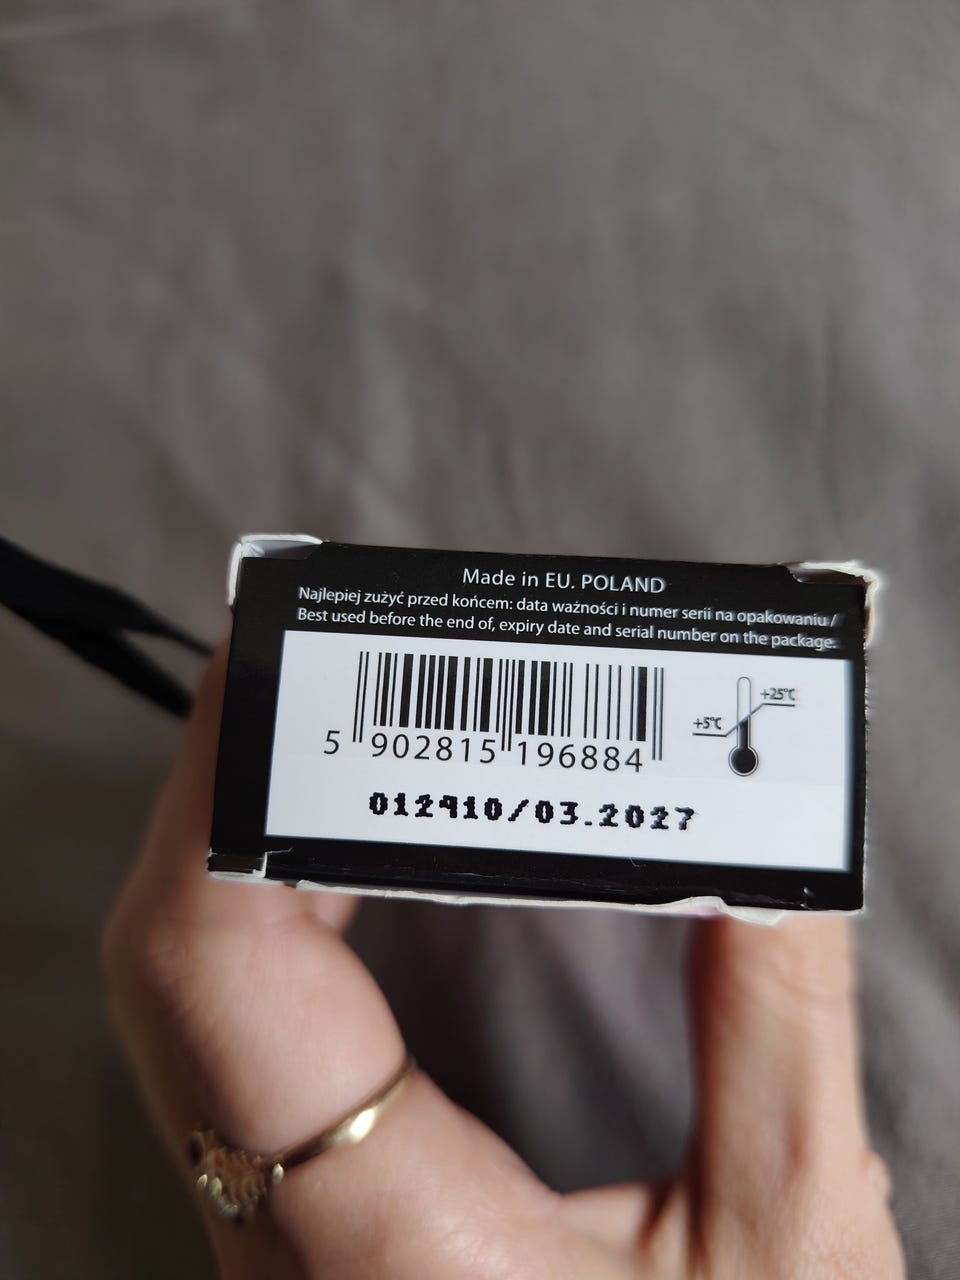 Made in EU. POLAND
Najlepiej zużyć przed końcem: data ważności i numer serii na opakowaniu /
Best used before the end of, expiry date and serial number on the package.
+25°C
+5°C
5 902815 196884
012910/03.2027